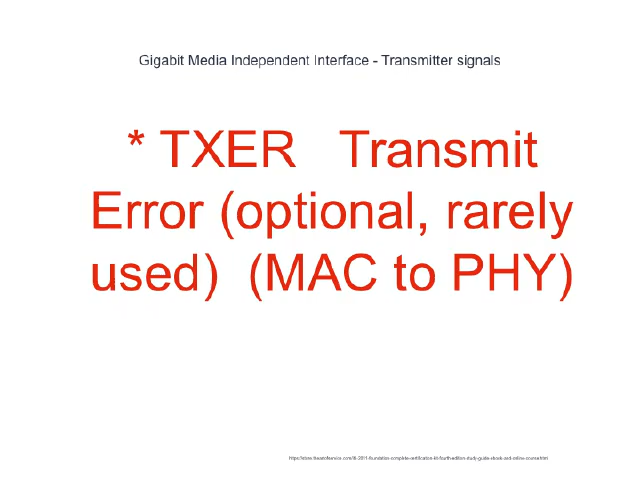 Gigabit Media Independent Interface - Transmitter signals
* TXER   Transmit
Error (optional, rarely
used)  (MAC to PHY)